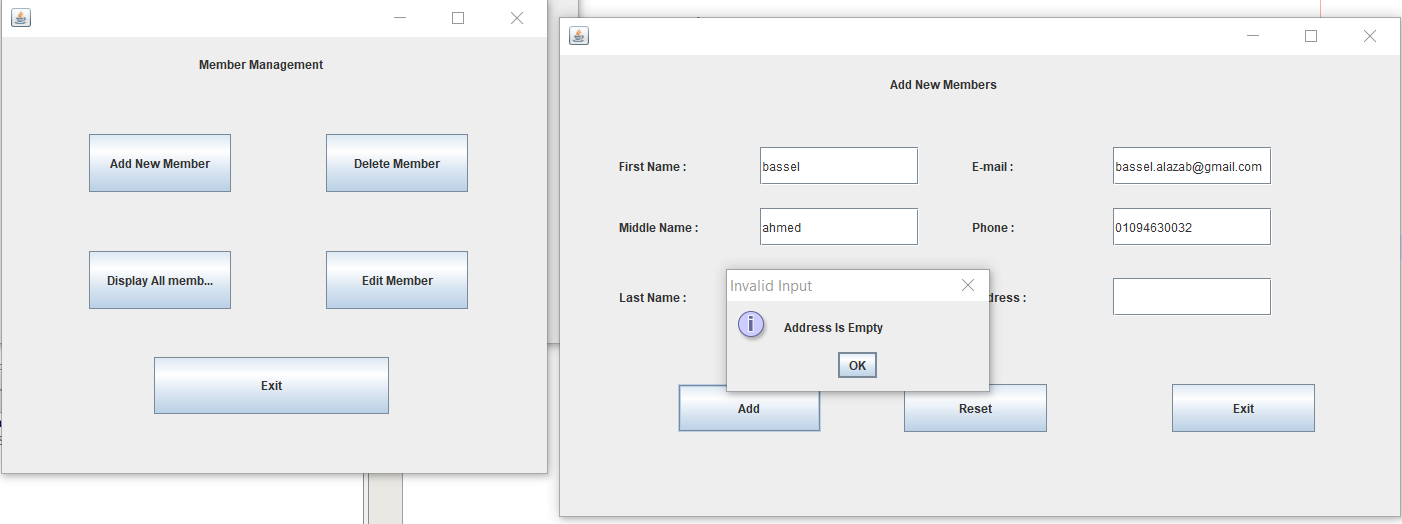 Member Management
Add New Member
Delete Member
Display All memb...
Edit Member
Exit
Add New Members
First Name :
bassel
E-mail :
bassel.alazab@gmail.com
Middle Name :
ahmed
Phone :
01094630032
Last Name :
dress :
Invalid Input
Address Is Empty
OK
Add
Reset
Exit